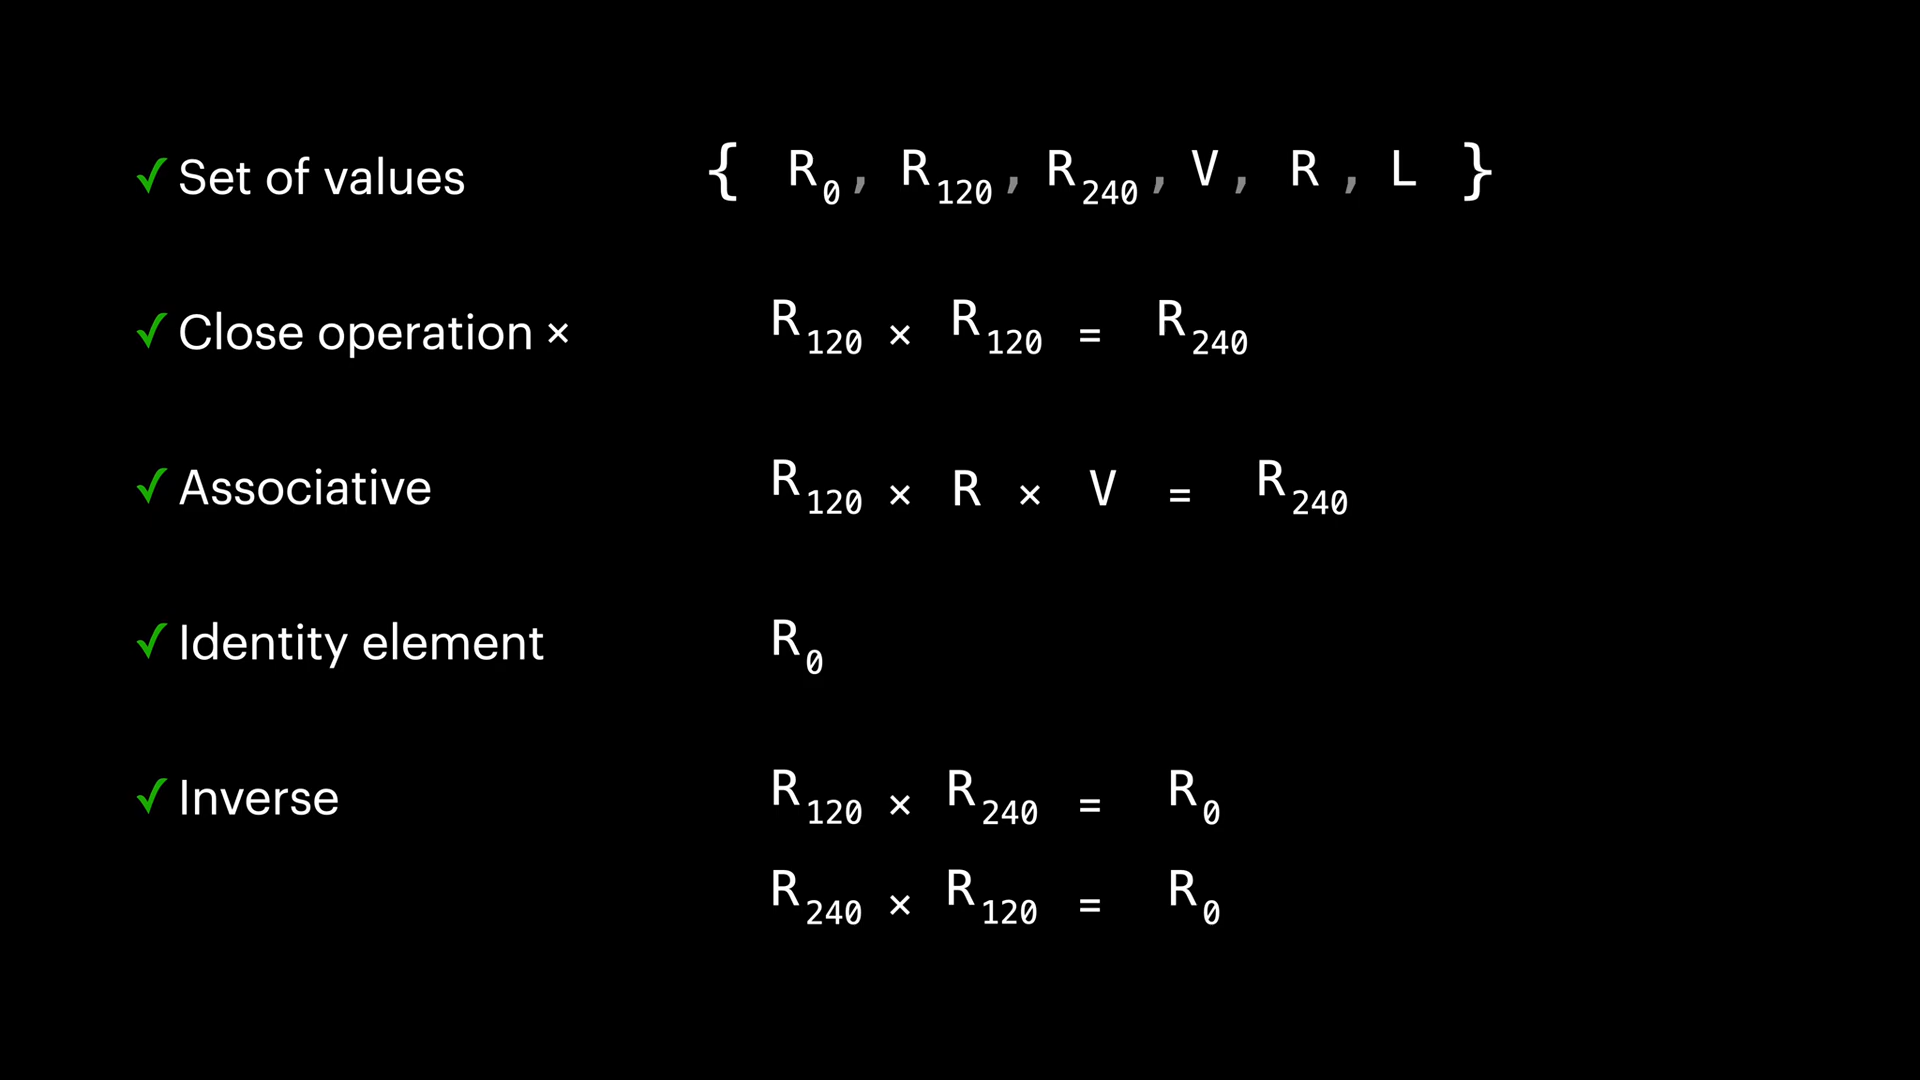 ✓ Set of values { R₀, R₁₂₀, R₂₄₀, V, R, L }
✓ Close operation × R₁₂₀ × R₁₂₀ = R₂₄₀
✓ Associative R₁₂₀ × R × V = R₂₄₀
✓ Identity element R₀
✓ Inverse R₁₂₀ × R₂₄₀ = R₀
R₂₄₀ × R₁₂₀ = R₀